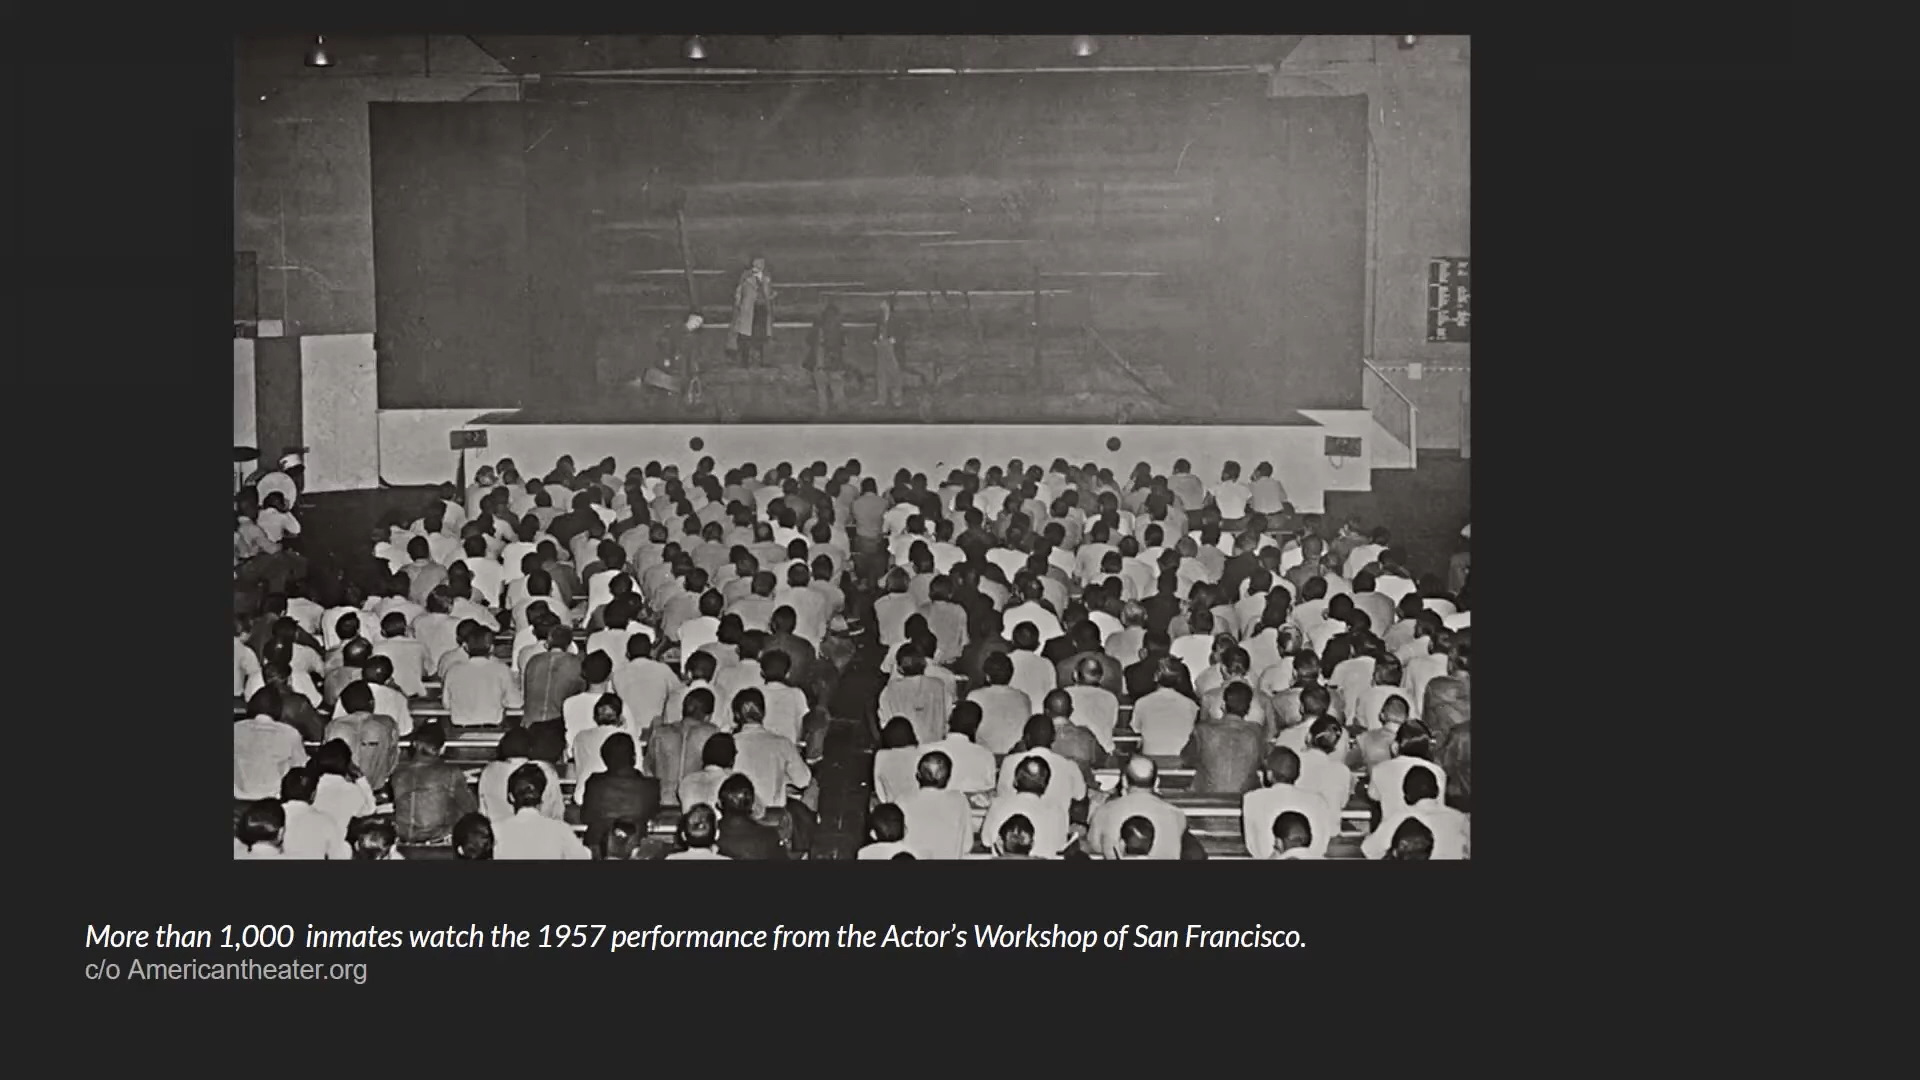 More than 1,000 inmates watch the 1957 performance from the Actor’s Workshop of San Francisco.
c/o Americantheater.org